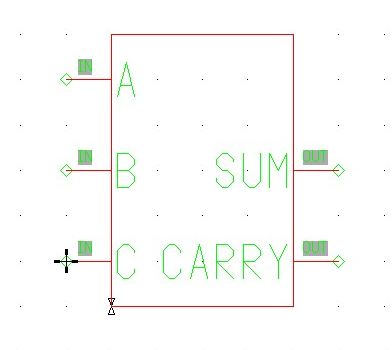 IN
A
IN OUT
B SUM
IN OUT
C CARRY